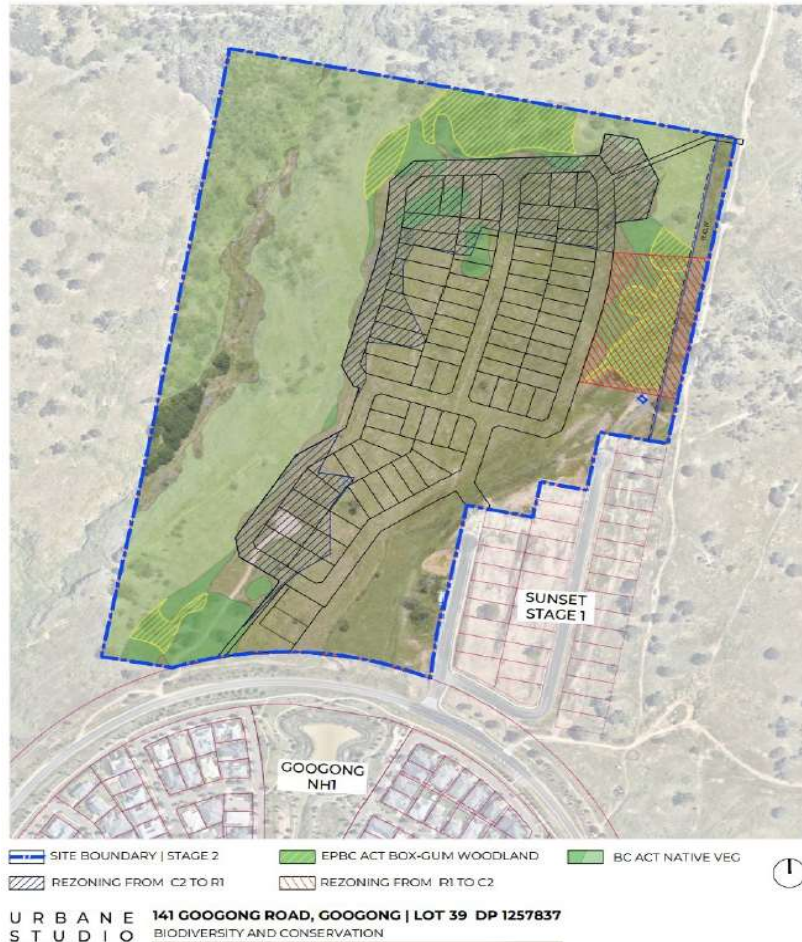 SUNSET
STAGE 1
GOOGONG
NH1
SITE BOUNDARY | STAGE 2
EPBC ACT BOX-GUM WOODLAND
BC ACT NATIVE VEG
REZONING FROM C2 TO R1
REZONING FROM R1 TO C2
URBANE
STUDIO
141 GOOGONG ROAD, GOOGONG | LOT 39 DP 1257837
BIODIVERSITY AND CONSERVATION